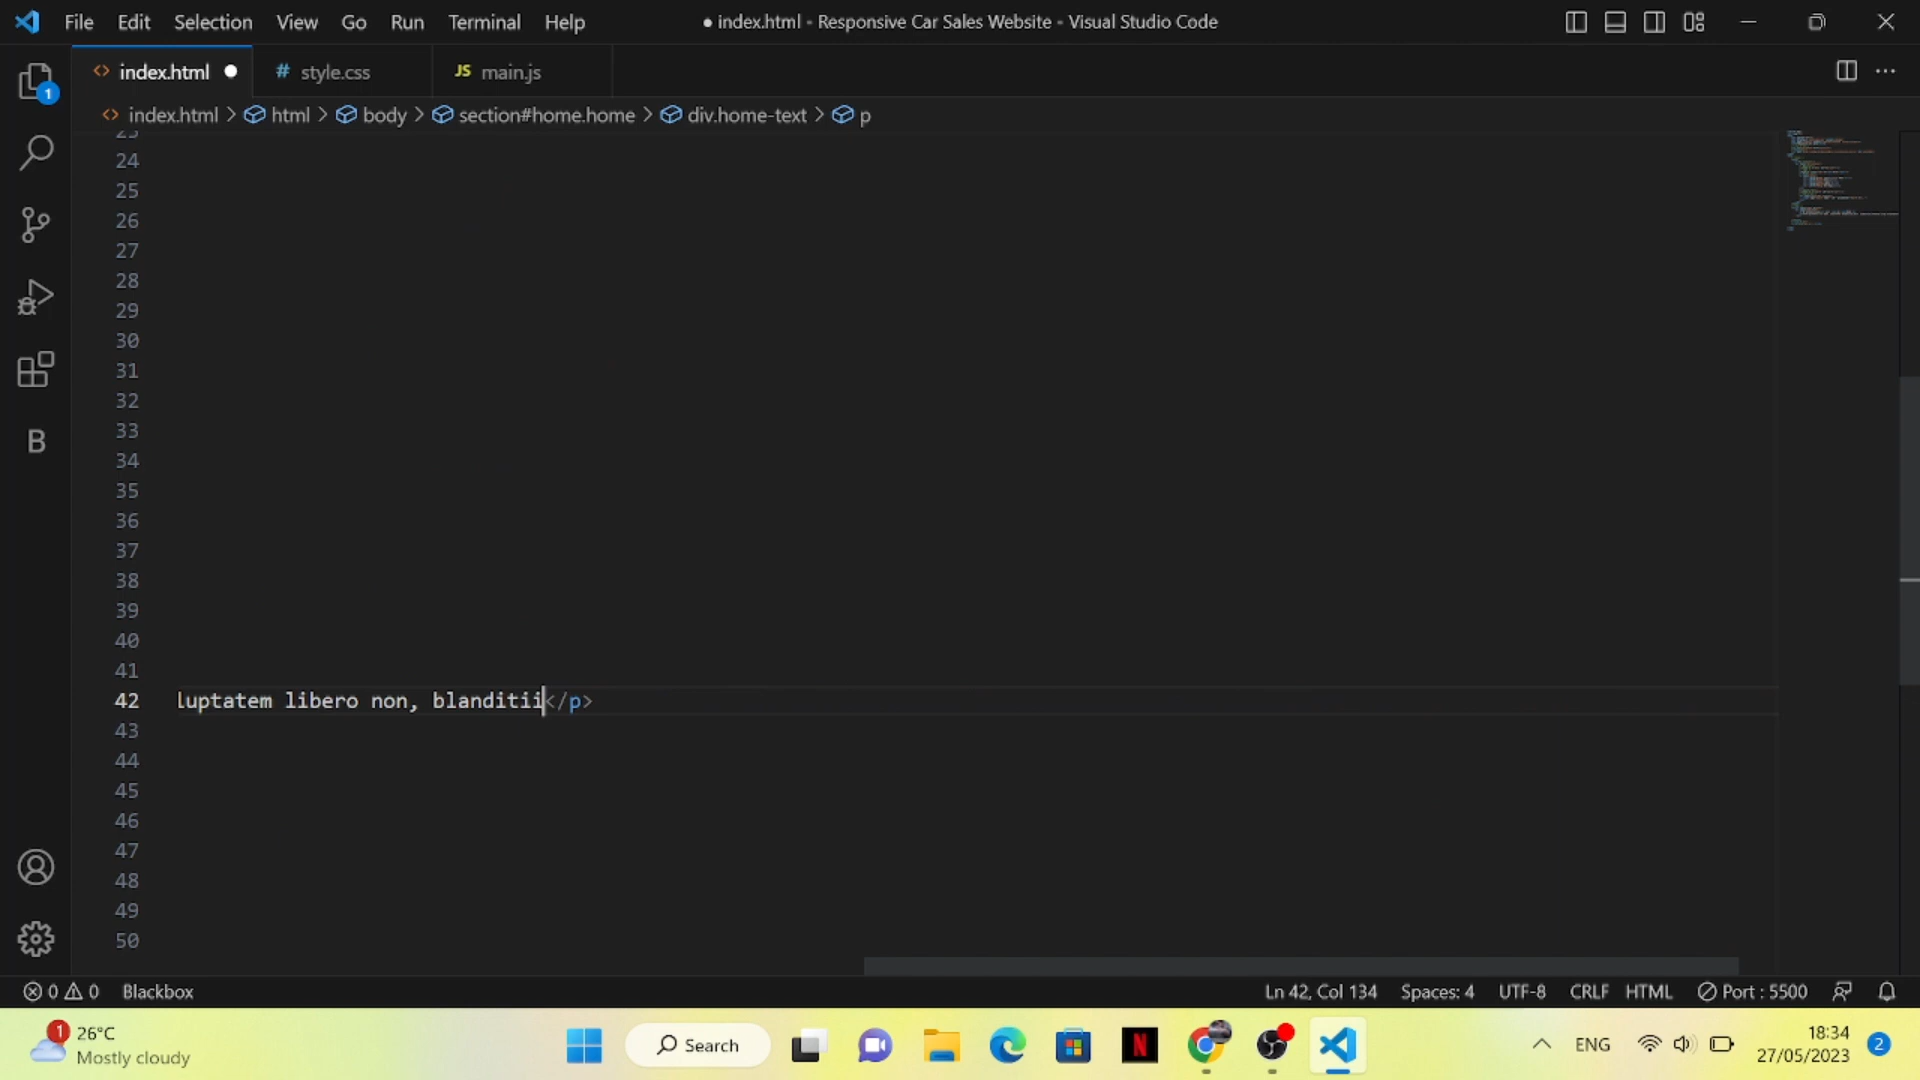 File Edit Selection View Go Run Terminal Help
● index.html - Responsive Car Sales Website - Visual Studio Code
<> index.html ● # style.css JS main.js
<> index.html > html > body > section#home.home > div.home-text > p
1
B
23
24
25
26
27
28
29
30
31
32
33
34
35
36
37
38
39
40
41
42 luptatem libero non, blanditii</p>
43
44
45
46
47
48
49
50
0 0 Blackbox
Ln 42, Col 134 Spaces: 4 UTF-8 CRLF HTML Port : 5500
1 26°C
Mostly cloudy
Search
N
ENG
18:34
27/05/2023
2